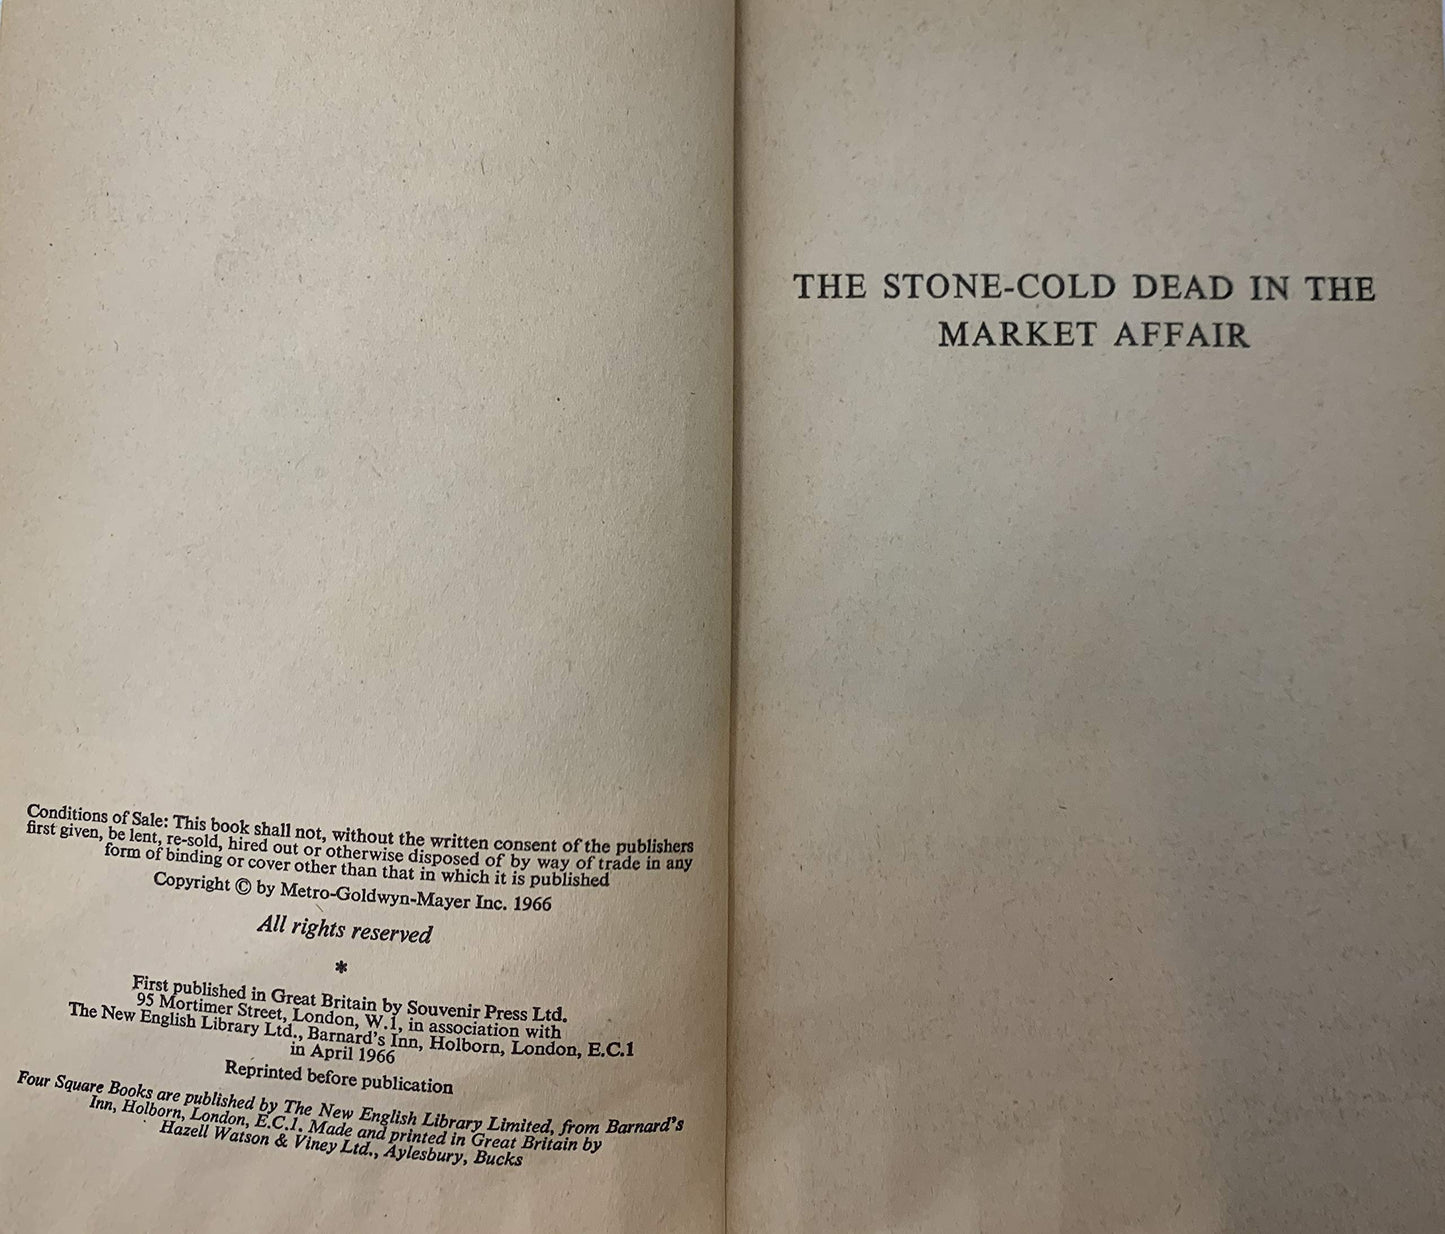 Conditions of Sale: This book shall not, without the written consent of the publishers
first given, be lent, re-sold, hired out or otherwise disposed of by way of trade in any
form of binding or cover other than that in which it is published
Copyright © by Metro-Goldwyn-Mayer Inc. 1966
All rights reserved
*
First published in Great Britain by Souvenir Press Ltd.
95 Mortimer Street, London, W.1, in association with
The New English Library Ltd., Barnard's Inn, Holborn, London, E.C.1
in April 1966
Reprinted before publication
Four Square Books are published by The New English Library Limited, from Barnard's
Inn, Holborn, London, E.C.1. Made and printed in Great Britain by
Hazell Watson & Viney Ltd., Aylesbury, Bucks
THE STONE-COLD DEAD IN THE
MARKET AFFAIR